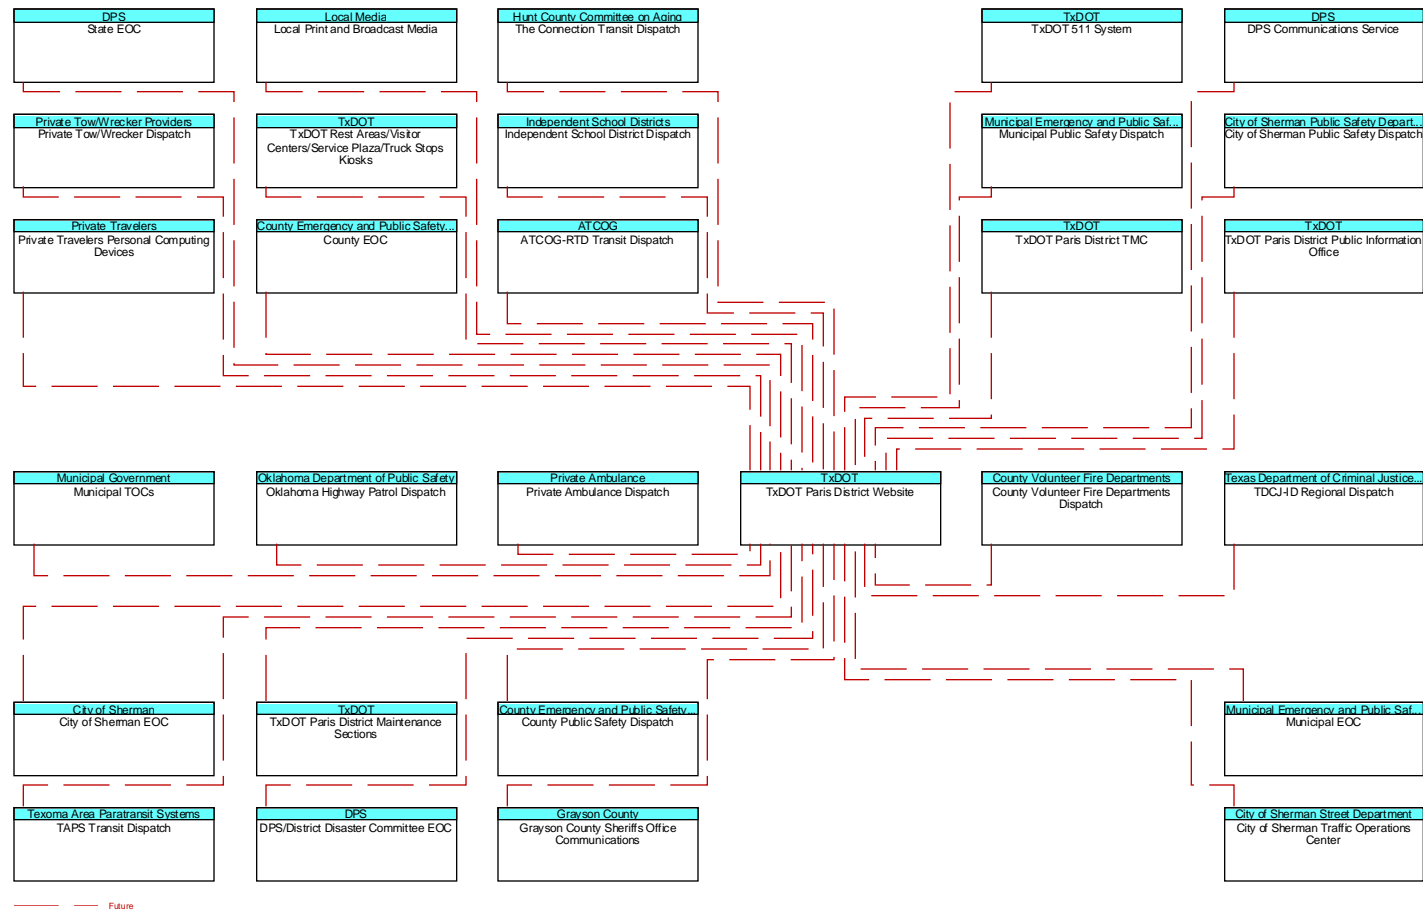 DPS
State EOC
Local Media
Local Print and Broadcast Media
Hunt County Committee on Aging
The Connection Transit Dispatch
TxDOT
TxDOT 511 System
DPS
DPS Communications Service
Private Tow/Wrecker Providers
Private Tow/Wrecker Dispatch
TxDOT
TxDOT Rest Areas/Visitor
Centers/Service Plaza/Truck Stops
Kiosks
Independent School Districts
Independent School District Dispatch
Municipal Emergency and Public Saf...
Municipal Public Safety Dispatch
City of Sherman Public Safety Depart...
City of Sherman Public Safety Dispatch
Private Travelers
Private Travelers Personal Computing
Devices
County Emergency and Public Safety...
County EOC
ATCOG
ATCOG-RTD Transit Dispatch
TxDOT
TxDOT Paris District TMC
TxDOT
TxDOT Paris District Public Information
Office
Municipal Government
Municipal TOCs
Oklahoma Department of Public Safety
Oklahoma Highway Patrol Dispatch
Private Ambulance
Private Ambulance Dispatch
TxDOT
TxDOT Paris District Website
County Volunteer Fire Departments
County Volunteer Fire Departments
Dispatch
Texas Department of Criminal Justice...
TDCJ-ID Regional Dispatch
City of Sherman
City of Sherman EOC
TxDOT
TxDOT Paris District Maintenance
Sections
County Emergency and Public Safety...
County Public Safety Dispatch
Municipal Emergency and Public Saf...
Municipal EOC
Texoma Area Paratransit Systems
TAPS Transit Dispatch
DPS
DPS/District Disaster Committee EOC
Grayson County
Grayson County Sheriffs Office
Communications
City of Sherman Street Department
City of Sherman Traffic Operations
Center
Future